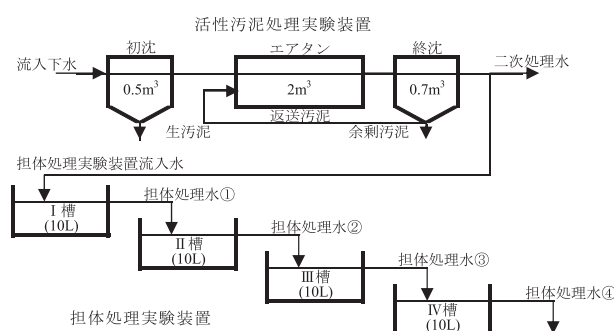 活性汚泥処理実験装置
初沈
エアタン
終沈
流入下水
二次処理水
0.5m³
2m³
0.7m³
返送汚泥
生汚泥
余剰汚泥
担体処理実験装置流入水
担体処理水①
Ⅰ槽
(10L)
担体処理水②
Ⅱ槽
(10L)
担体処理水③
Ⅲ槽
(10L)
担体処理水④
Ⅳ槽
(10L)
担体処理実験装置